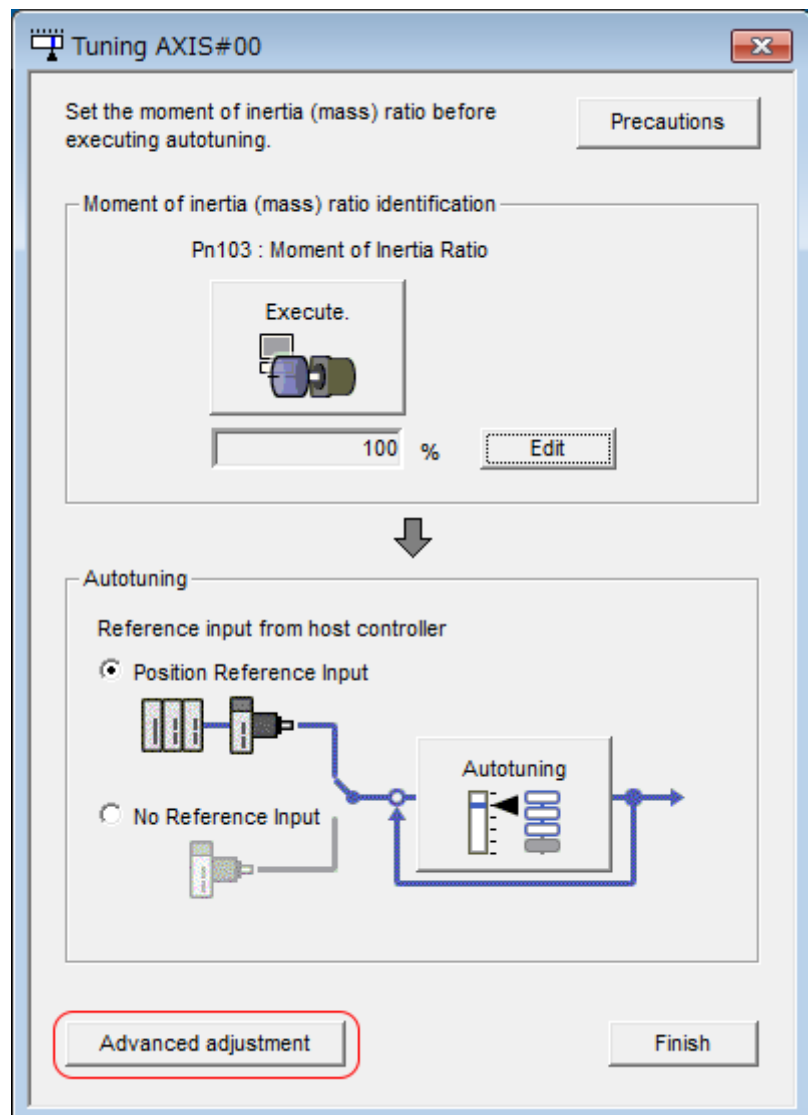 Tuning AXIS#00
Set the moment of inertia (mass) ratio before
executing autotuning.
Precautions
Moment of inertia (mass) ratio identification
Pn103 : Moment of Inertia Ratio
Execute.
100 %
Edit
Autotuning
Reference input from host controller
Position Reference Input
Autotuning
No Reference Input
Advanced adjustment
Finish